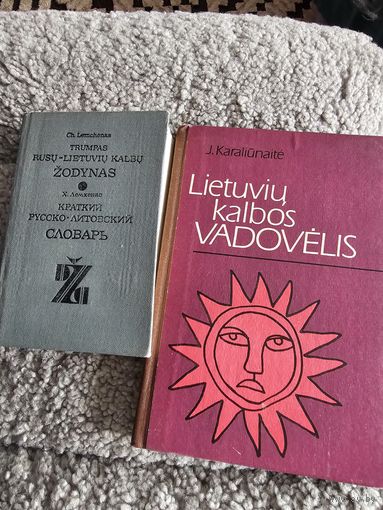 Ch. Lemchenas
TRUMPAS
RUSŲ-LIETUVIŲ KALBŲ
ŽODYNAS
Х. Лемхенас
КРАТКИЙ
РУССКО-ЛИТОВСКИЙ
СЛОВАРЬ
J. Karaliūnaitė
Lietuvių
kalbos
VADOVĖLIS